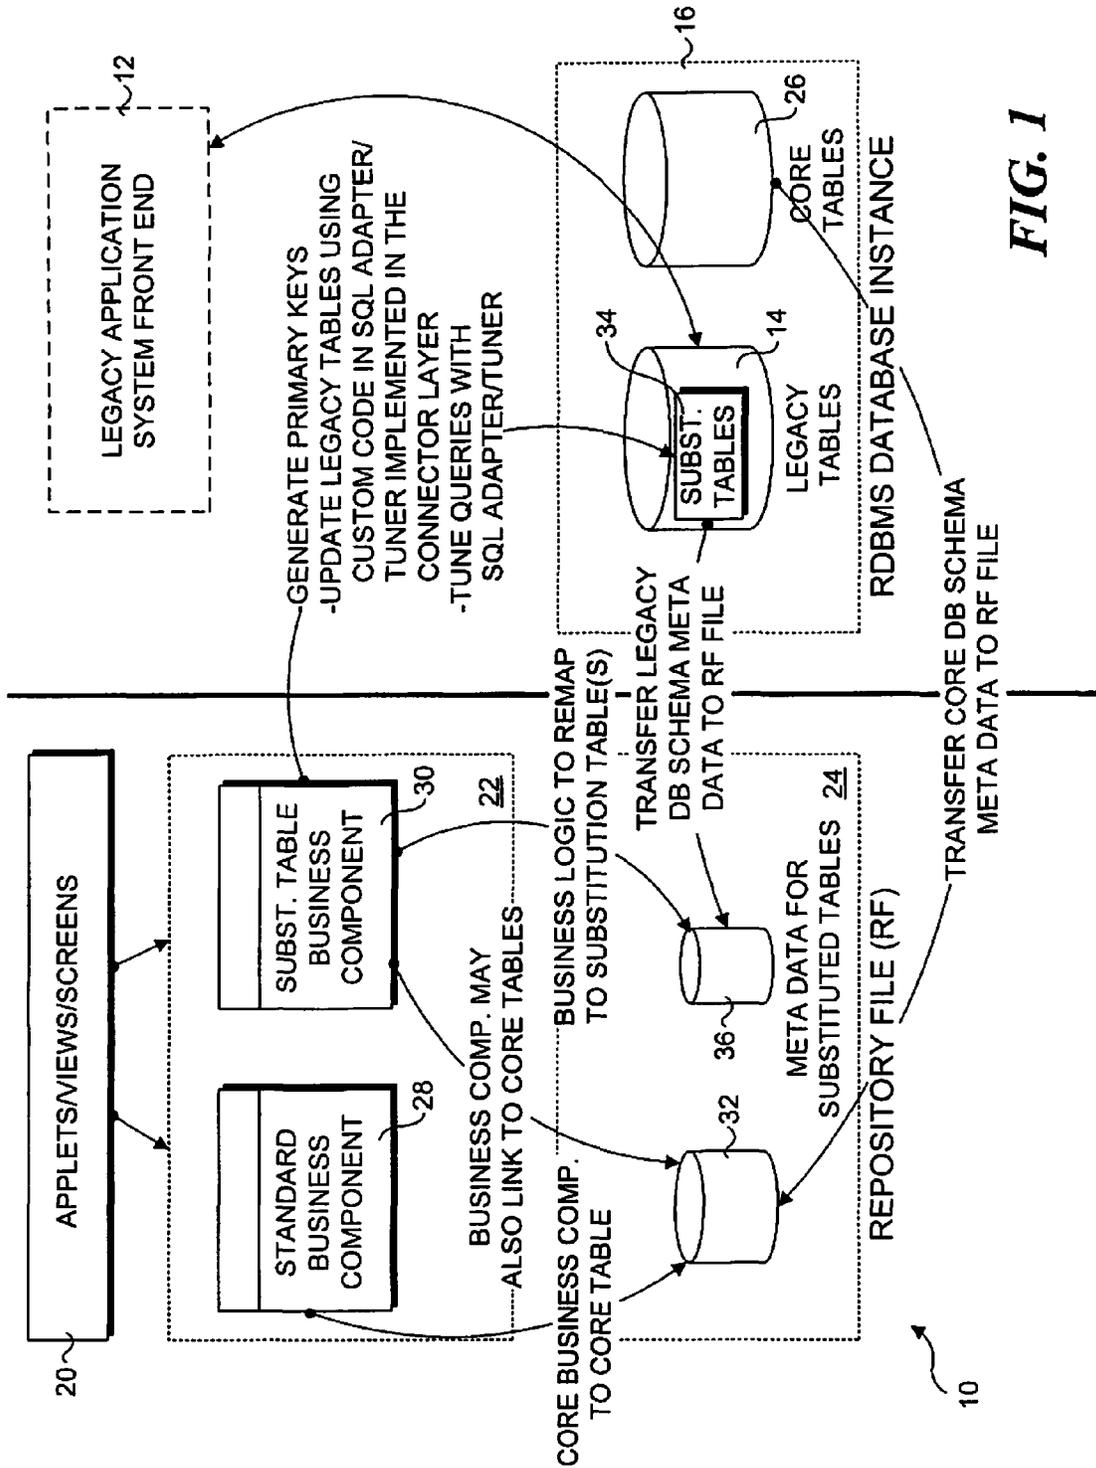 20
APPLETS/VIEWS/SCREENS
LEGACY APPLICATION
SYSTEM FRONT END
12
STANDARD
BUSINESS
COMPONENT
28
SUBST. TABLE
BUSINESS
COMPONENT
30
22
-GENERATE PRIMARY KEYS
-UPDATE LEGACY TABLES USING
CUSTOM CODE IN SQL ADAPTER/
TUNER IMPLEMENTED IN THE
CONNECTOR LAYER
-TUNE QUERIES WITH
SQL ADAPTER/TUNER
BUSINESS COMP. MAY
ALSO LINK TO CORE TABLES
CORE BUSINESS COMP.
TO CORE TABLE
BUSINESS LOGIC TO REMAP
TO SUBSTITUTION TABLE(S)
TRANSFER LEGACY
DB SCHEMA META
DATA TO RF FILE
32
36
META DATA FOR
SUBSTITUTED TABLES
24
REPOSITORY FILE (RF)
34
SUBST.
TABLES
14
LEGACY
TABLES
16
26
CORE
TABLES
RDBMS DATABASE INSTANCE
TRANSFER CORE DB SCHEMA
META DATA TO RF FILE
10
FIG. 1